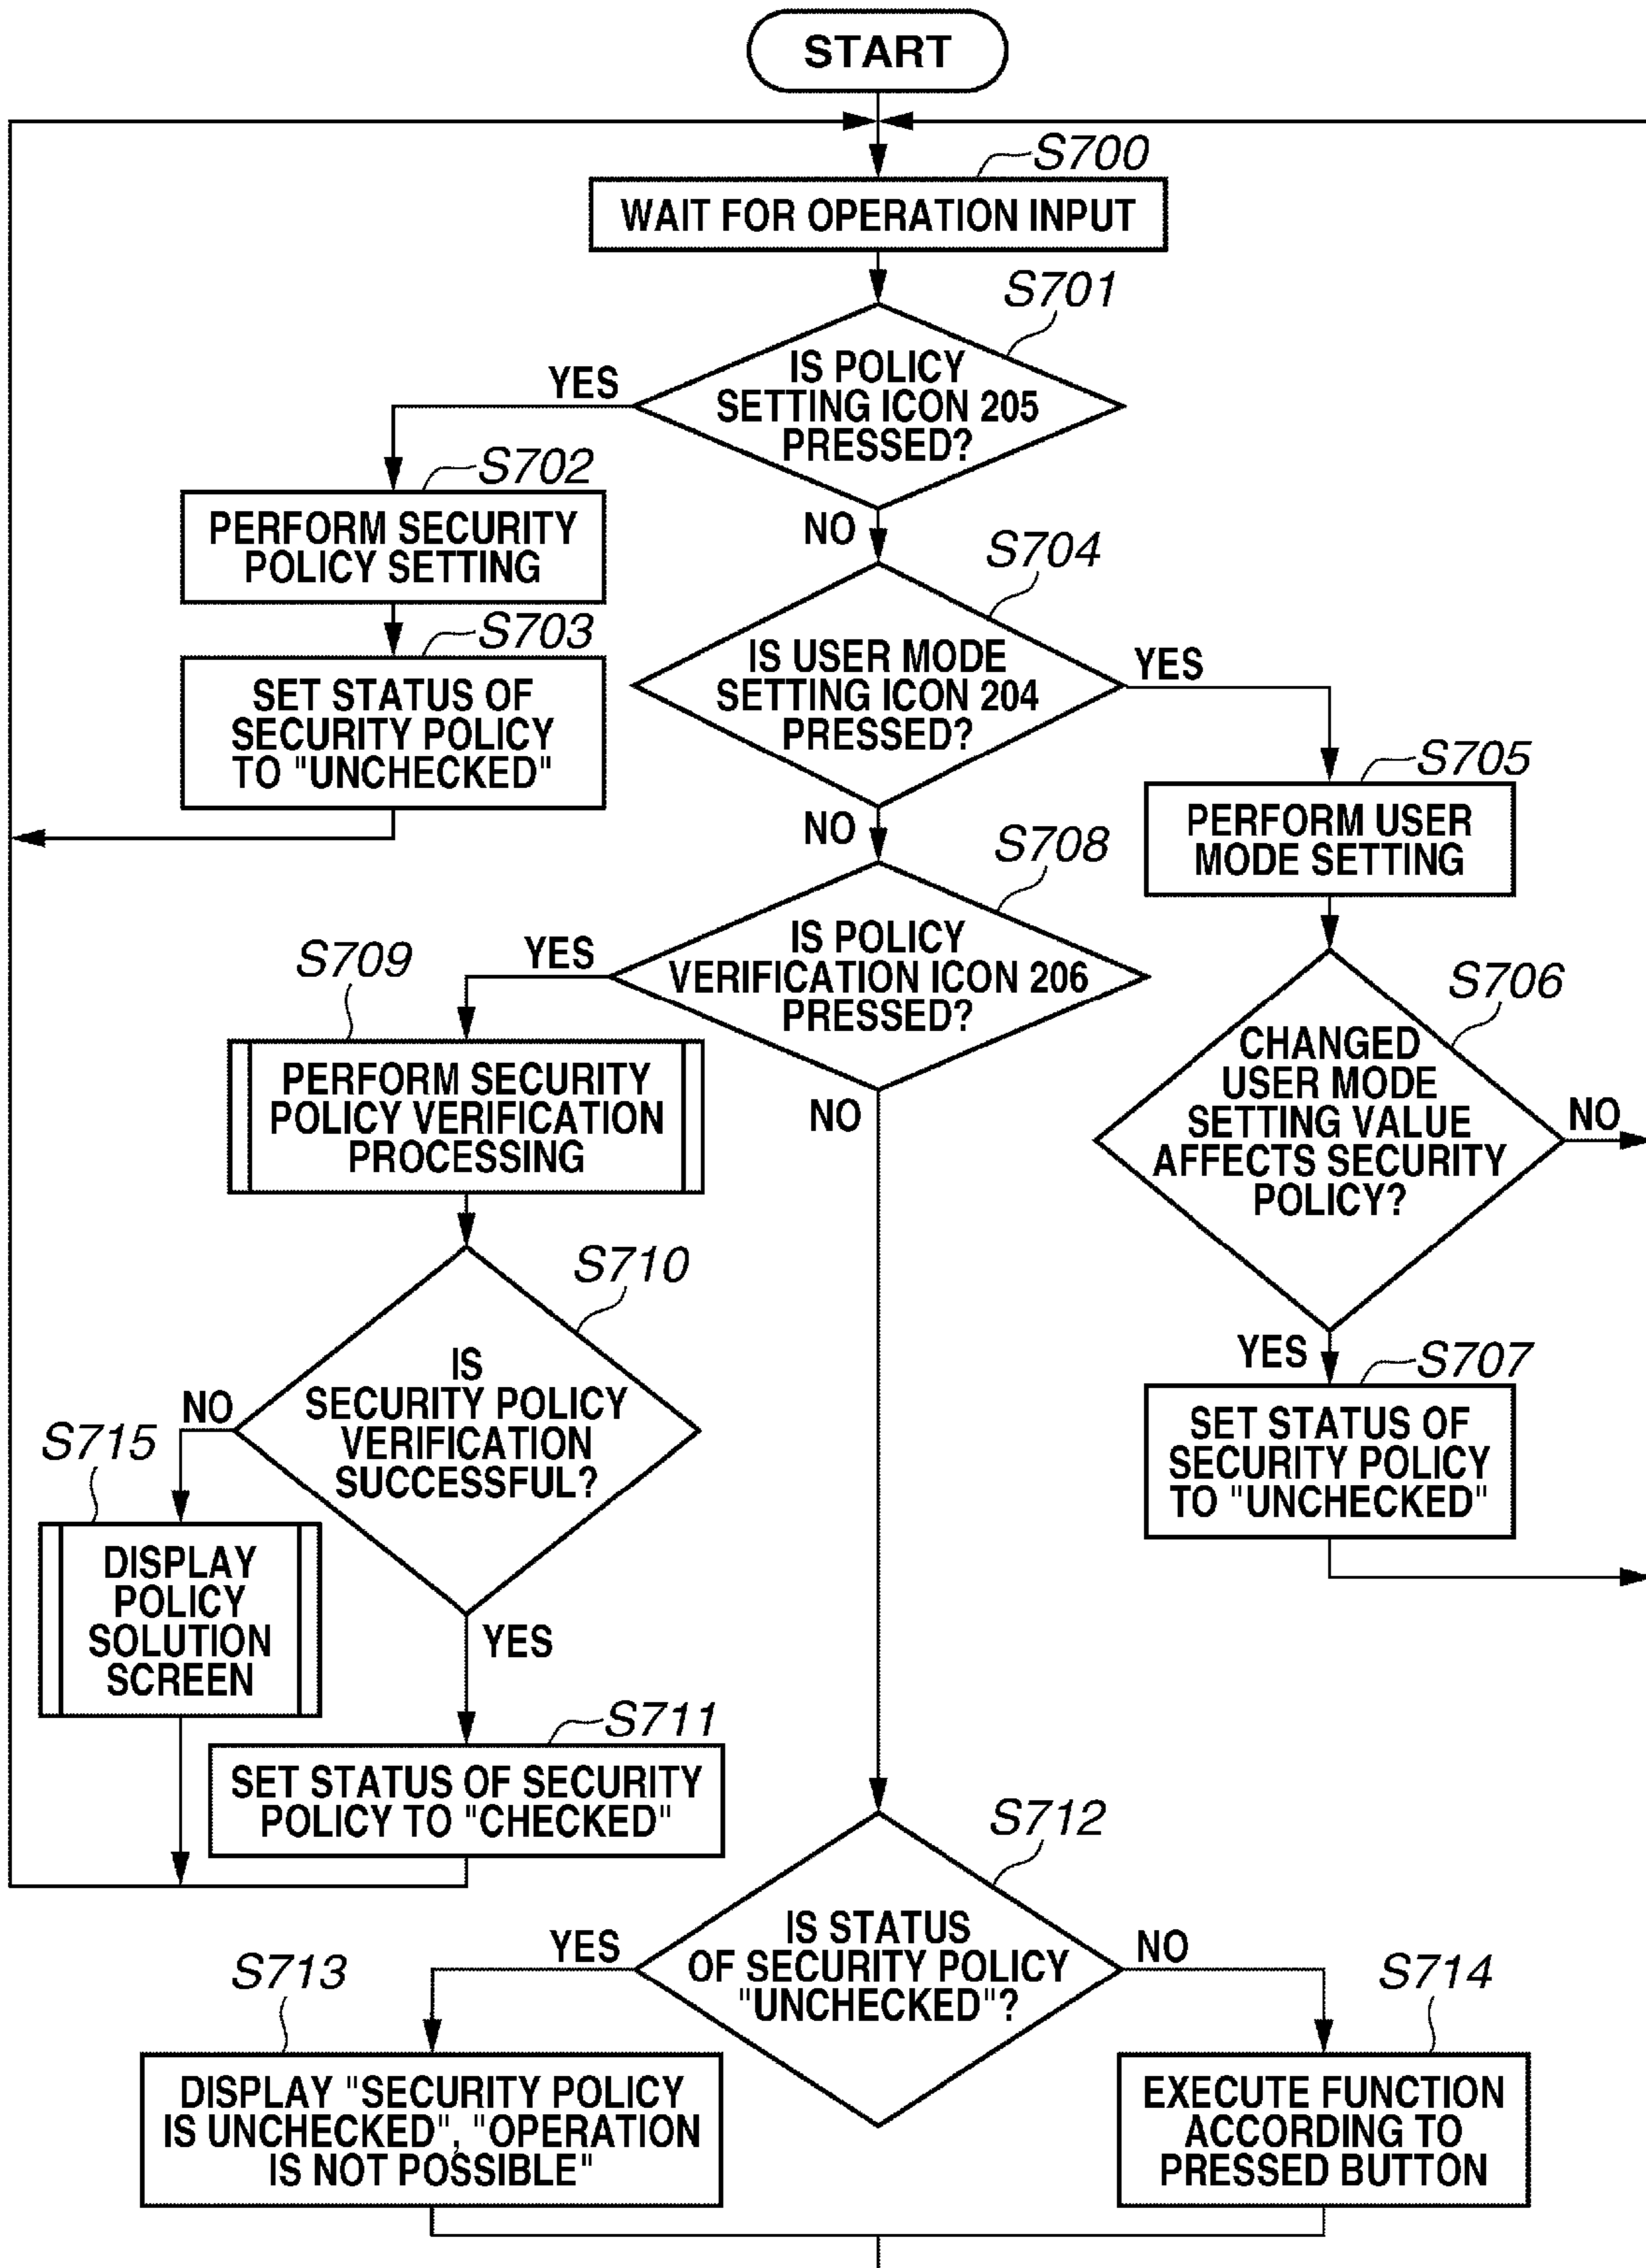 START
S700
WAIT FOR OPERATION INPUT
S701
IS POLICY
SETTING ICON 205
PRESSED?
YES
NO
S702
PERFORM SECURITY
POLICY SETTING
S703
SET STATUS OF
SECURITY POLICY
TO "UNCHECKED"
S704
IS USER MODE
SETTING ICON 204
PRESSED?
YES
NO
S705
PERFORM USER
MODE SETTING
S706
CHANGED
USER MODE
SETTING VALUE
AFFECTS SECURITY
POLICY?
NO
YES
S707
SET STATUS OF
SECURITY POLICY
TO "UNCHECKED"
S708
IS POLICY
VERIFICATION ICON 206
PRESSED?
YES
NO
S709
PERFORM SECURITY
POLICY VERIFICATION
PROCESSING
S710
IS
SECURITY POLICY
VERIFICATION
SUCCESSFUL?
NO
YES
S715
DISPLAY
POLICY
SOLUTION
SCREEN
S711
SET STATUS OF SECURITY
POLICY TO "CHECKED"
S712
IS STATUS
OF SECURITY POLICY
"UNCHECKED"?
YES
NO
S713
DISPLAY "SECURITY POLICY
IS UNCHECKED", "OPERATION
IS NOT POSSIBLE"
S714
EXECUTE FUNCTION
ACCORDING TO
PRESSED BUTTON